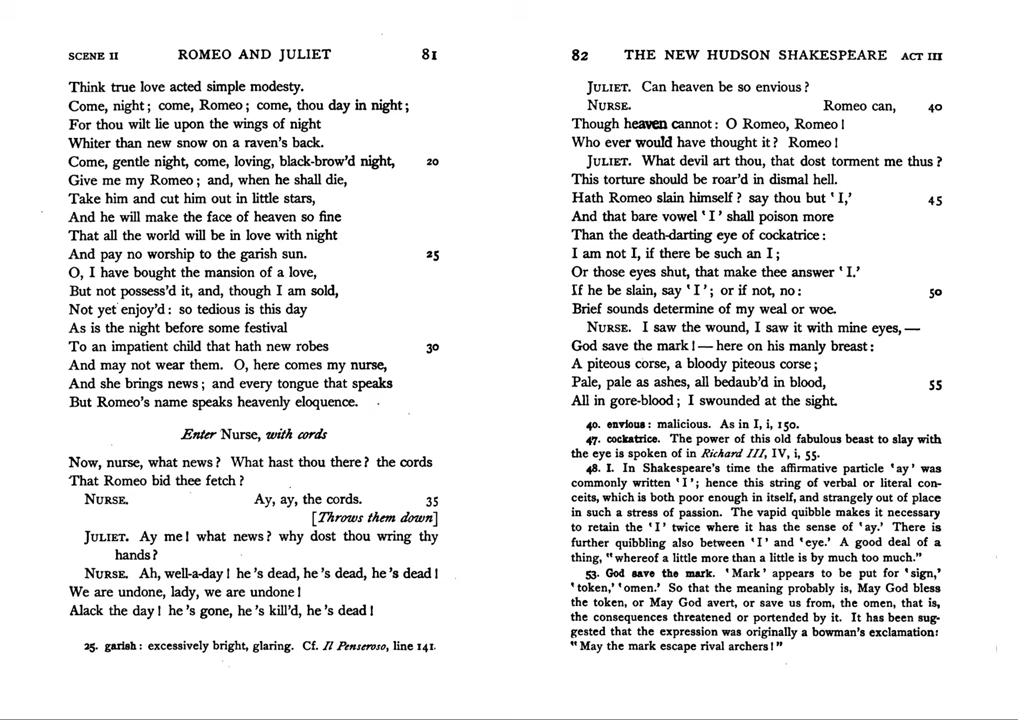 SCENE II ROMEO AND JULIET 81
Think true love acted simple modesty.
Come, night; come, Romeo; come, thou day in night;
For thou wilt lie upon the wings of night
Whiter than new snow on a raven's back.
Come, gentle night, come, loving, black-brow'd night, 20
Give me my Romeo; and, when he shall die,
Take him and cut him out in little stars,
And he will make the face of heaven so fine
That all the world will be in love with night
And pay no worship to the garish sun. 25
O, I have bought the mansion of a love,
But not possess'd it, and, though I am sold,
Not yet enjoy'd: so tedious is this day
As is the night before some festival
To an impatient child that hath new robes 30
And may not wear them. O, here comes my nurse,
And she brings news; and every tongue that speaks
But Romeo's name speaks heavenly eloquence.
Enter Nurse, with cords
Now, nurse, what news? What hast thou there? the cords
That Romeo bid thee fetch?
NURSE. Ay, ay, the cords. 35
[Throws them down]
JULIET. Ay me! what news? why dost thou wring thy
hands?
NURSE. Ah, well-a-day! he's dead, he's dead, he's dead!
We are undone, lady, we are undone!
Alack the day! he's gone, he's kill'd, he's dead!
25. garish: excessively bright, glaring. Cf. Il Penseroso, line 141.
82 THE NEW HUDSON SHAKESPEARE ACT III
JULIET. Can heaven be so envious?
NURSE. Romeo can, 40
Though heaven cannot: O Romeo, Romeo!
Who ever would have thought it? Romeo!
JULIET. What devil art thou, that dost torment me thus?
This torture should be roar'd in dismal hell.
Hath Romeo slain himself? say thou but 'I,' 45
And that bare vowel 'I' shall poison more
Than the death-darting eye of cockatrice:
I am not I, if there be such an I;
Or those eyes shut, that make thee answer 'I.'
If he be slain, say 'I'; or if not, no: 50
Brief sounds determine of my weal or woe.
NURSE. I saw the wound, I saw it with mine eyes,—
God save the mark!—here on his manly breast:
A piteous corse, a bloody piteous corse;
Pale, pale as ashes, all bedaub'd in blood, 55
All in gore-blood; I swounded at the sight.
40. envious: malicious. As in I, i, 150.
47. cockatrice. The power of this old fabulous beast to slay with
the eye is spoken of in Richard III, IV, i, 55.
48. I. In Shakespeare's time the affirmative particle 'ay' was
commonly written 'I'; hence this string of verbal or literal con-
ceits, which is both poor enough in itself, and strangely out of place
in such a stress of passion. The vapid quibble makes it necessary
to retain the 'I' twice where it has the sense of 'ay.' There is
further quibbling also between 'I' and 'eye.' A good deal of a
thing, "whereof a little more than a little is by much too much."
53. God save the mark. 'Mark' appears to be put for 'sign,'
'token,' 'omen.' So that the meaning probably is, May God bless
the token, or May God avert, or save us from, the omen, that is,
the consequences threatened or portended by it. It has been sug-
gested that the expression was originally a bowman's exclamation:
"May the mark escape rival archers!"